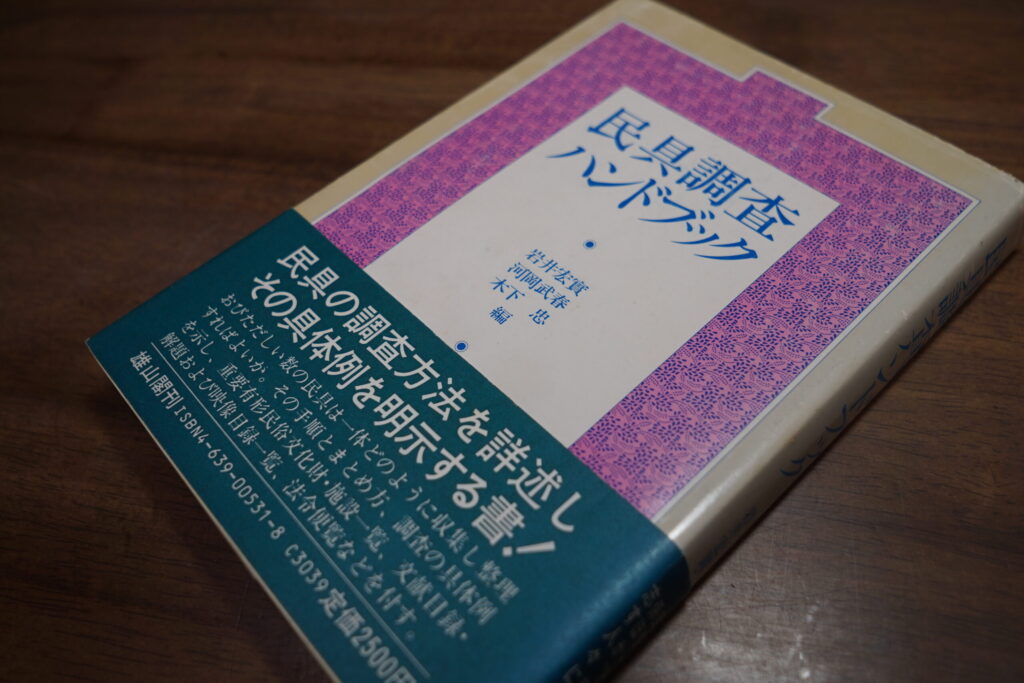 民具調査
ハンドブック
岩井宏實
河岡武春
木下忠
編
民具の調査方法を詳述し
その具体例を明示する書！
おびただしい数の民具は一体どのように収集し整理
すればよいか。その手順とまとめ方、調査の具体例
を示し、重要有形民俗文化財・施設一覧、文献目録・
解題および映像目録一覧、法令便覧などを付す。
雄山閣刊 ISBN4-639-00531-8 C3039 定価2500円